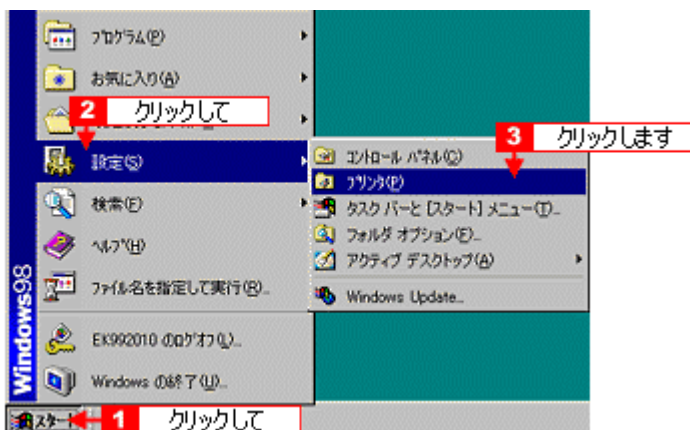 プログラム(P)
お気に入り(A)
2 クリックして
設定(S)
検索(F)
ヘルプ(H)
ファイル名を指定して実行(R)...
EK992010 のログオフ(L)...
Windows の終了(U)...
Windows98
スタート
1 クリックして
3 クリックします
コントロール パネル(C)
プリンタ(P)
タスク バーと [スタート] メニュー(T)...
フォルダ オプション(F)...
アクティブ デスクトップ(A)
Windows Update...